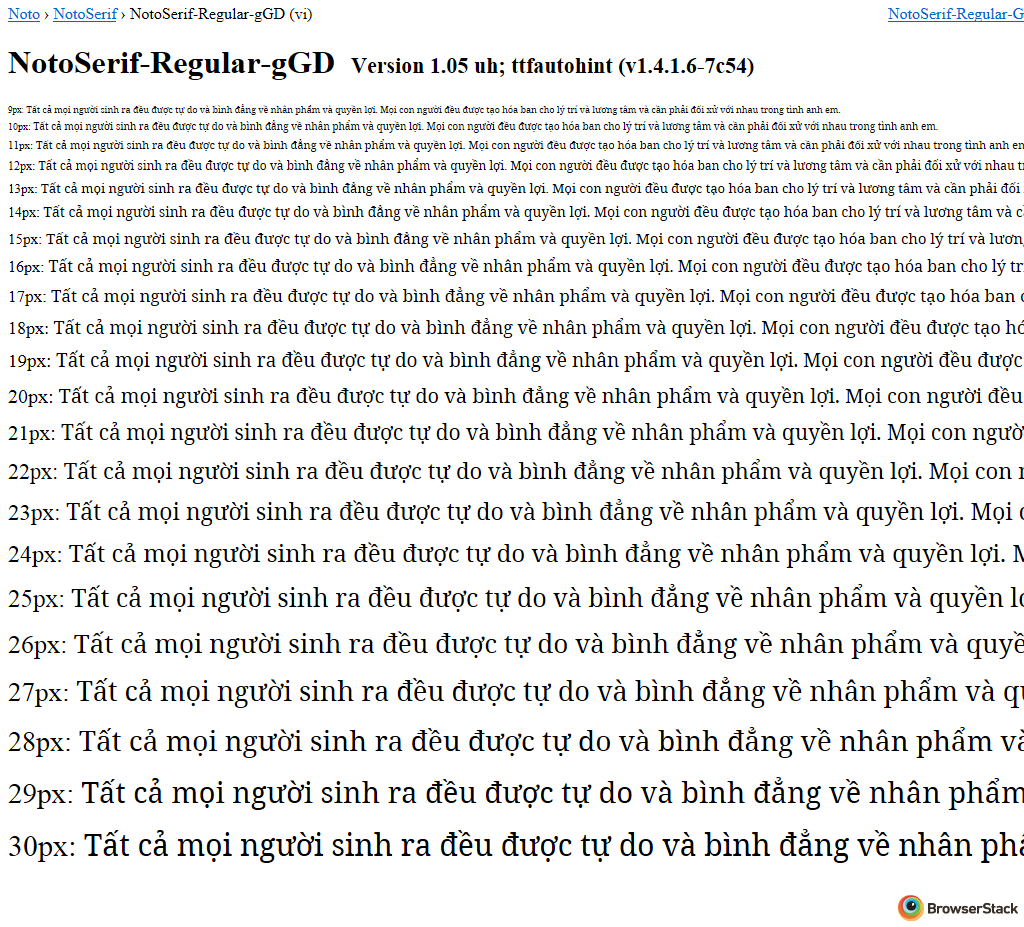 Noto › NotoSerif › NotoSerif-Regular-gGD (vi) NotoSerif-Regular-G
NotoSerif-Regular-gGD Version 1.05 uh; ttfautohint (v1.4.1.6-7c54)
9px: Tất cả mọi người sinh ra đều được tự do và bình đẳng về nhân phẩm và quyền lợi. Mọi con người đều được tạo hóa ban cho lý trí và lương tâm và cần phải đối xử với nhau trong tình anh em.
10px: Tất cả mọi người sinh ra đều được tự do và bình đẳng về nhân phẩm và quyền lợi. Mọi con người đều được tạo hóa ban cho lý trí và lương tâm và cần phải đối xử với nhau trong tình anh em.
11px: Tất cả mọi người sinh ra đều được tự do và bình đẳng về nhân phẩm và quyền lợi. Mọi con người đều được tạo hóa ban cho lý trí và lương tâm và cần phải đối xử với nhau trong tình anh em
12px: Tất cả mọi người sinh ra đều được tự do và bình đẳng về nhân phẩm và quyền lợi. Mọi con người đều được tạo hóa ban cho lý trí và lương tâm và cần phải đối xử với nhau
13px: Tất cả mọi người sinh ra đều được tự do và bình đẳng về nhân phẩm và quyền lợi. Mọi con người đều được tạo hóa ban cho lý trí và lương tâm và cần phải đối
14px: Tất cả mọi người sinh ra đều được tự do và bình đẳng về nhân phẩm và quyền lợi. Mọi con người đều được tạo hóa ban cho lý trí và lương tâm và
15px: Tất cả mọi người sinh ra đều được tự do và bình đẳng về nhân phẩm và quyền lợi. Mọi con người đều được tạo hóa ban cho lý trí và lươn
16px: Tất cả mọi người sinh ra đều được tự do và bình đẳng về nhân phẩm và quyền lợi. Mọi con người đều được tạo hóa ban cho lý tr
17px: Tất cả mọi người sinh ra đều được tự do và bình đẳng về nhân phẩm và quyền lợi. Mọi con người đều được tạo hóa ban
18px: Tất cả mọi người sinh ra đều được tự do và bình đẳng về nhân phẩm và quyền lợi. Mọi con người đều được tạo hó
19px: Tất cả mọi người sinh ra đều được tự do và bình đẳng về nhân phẩm và quyền lợi. Mọi con người đều được
20px: Tất cả mọi người sinh ra đều được tự do và bình đẳng về nhân phẩm và quyền lợi. Mọi con người đều
21px: Tất cả mọi người sinh ra đều được tự do và bình đẳng về nhân phẩm và quyền lợi. Mọi con ngườ
22px: Tất cả mọi người sinh ra đều được tự do và bình đẳng về nhân phẩm và quyền lợi. Mọi con
23px: Tất cả mọi người sinh ra đều được tự do và bình đẳng về nhân phẩm và quyền lợi. Mọi
24px: Tất cả mọi người sinh ra đều được tự do và bình đẳng về nhân phẩm và quyền lợi.
25px: Tất cả mọi người sinh ra đều được tự do và bình đẳng về nhân phẩm và quyền
26px: Tất cả mọi người sinh ra đều được tự do và bình đẳng về nhân phẩm và quyề
27px: Tất cả mọi người sinh ra đều được tự do và bình đẳng về nhân phẩm và
28px: Tất cả mọi người sinh ra đều được tự do và bình đẳng về nhân phẩm và
29px: Tất cả mọi người sinh ra đều được tự do và bình đẳng về nhân phẩm
30px: Tất cả mọi người sinh ra đều được tự do và bình đẳng về nhân
BrowserStack